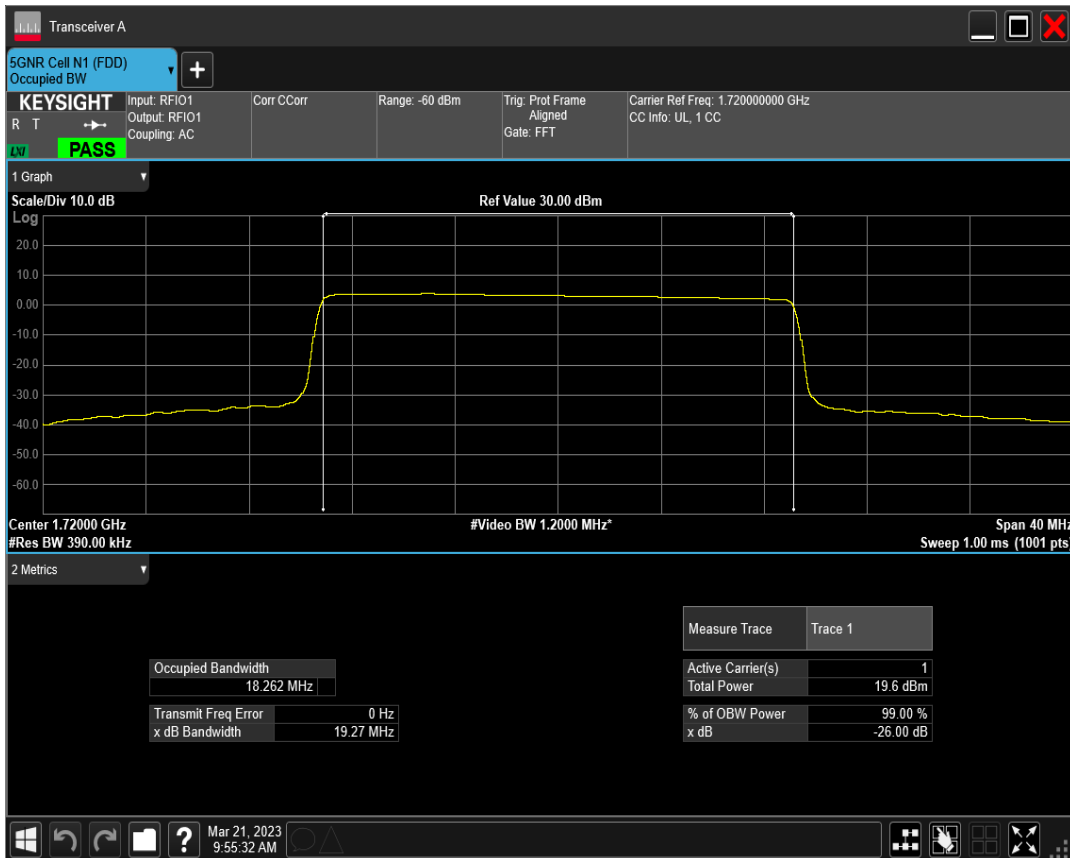 Transceiver A
5GNR Cell N1 (FDD)
Occupied BW
+
KEYSIGHT
R T
LXI
PASS
Input: RFIO1
Output: RFIO1
Coupling: AC
Corr CCorr
Range: -60 dBm
Trig: Prot Frame
Aligned
Gate: FFT
Carrier Ref Freq: 1.720000000 GHz
CC Info: UL, 1 CC
1 Graph
Scale/Div 10.0 dB
Ref Value 30.00 dBm
Log
20.0
10.0
0.00
-10.0
-20.0
-30.0
-40.0
-50.0
-60.0
Center 1.72000 GHz
#Video BW 1.2000 MHz*
Span 40 MHz
#Res BW 390.00 kHz
Sweep 1.00 ms (1001 pts)
2 Metrics
Measure Trace Trace 1
Occupied Bandwidth
18.262 MHz
Active Carrier(s) 1
Total Power 19.6 dBm
Transmit Freq Error 0 Hz
x dB Bandwidth 19.27 MHz
% of OBW Power 99.00 %
x dB -26.00 dB
?
Mar 21, 2023
9:55:32 AM